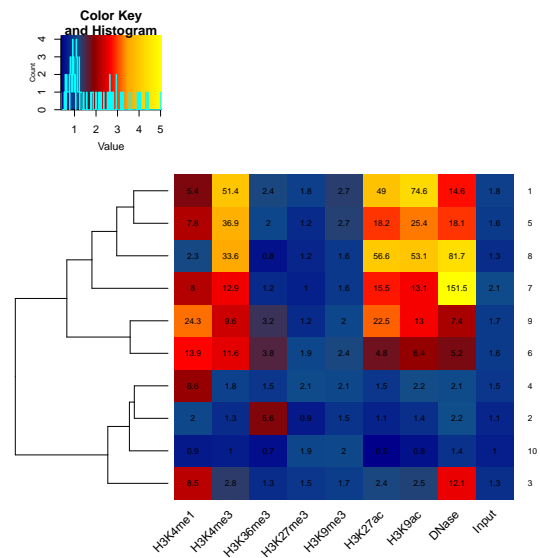 Color Key
and Histogram
Count
0 1 2 3 4
1 2 3 4 5
Value
5.4 51.4 2.4 1.8 2.7 49 74.6 14.6 1.8 1
36.9 2 1.2 2.7 18.2 25.4 18.1 1.6 5
2.3 33.6 0.8 1.2 1.6 56.6 53.1 81.7 1.3 8
12.9 1.2 1 1.6 15.5 13.1 151.5 2.1 7
24.3 9.6 3.2 1.2 2 22.5 13 7.4 1.7 9
13.9 11.6 3.8 1.9 2.4 4.8 6.4 5.2 1.6 6
1.8 1.5 2.1 2.1 1.5 2.2 2.1 1.5 4
2 1.3 5.6 0.9 1.5 1.1 1.4 2.2 1.1 2
0.9 1 0.7 1.9 2 1.4 1 10
8.5 2.8 1.3 1.5 1.7 2.4 2.5 12.1 1.3 3
H3K4me1 H3K4me3 H3K36me3 H3K27me3 H3K9me3 H3K27ac H3K9ac DNase Input